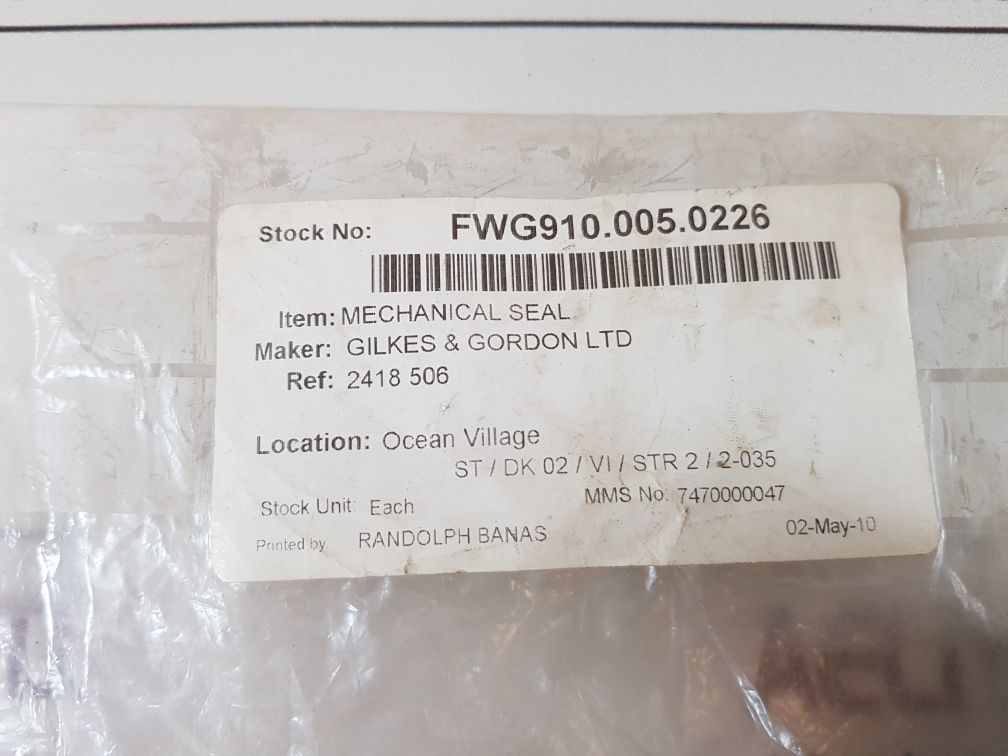 Stock No: FWG910.005.0226
Item: MECHANICAL SEAL
Maker: GILKES & GORDON LTD
Ref: 2418 506
Location: Ocean Village
ST / DK 02 / VI / STR 2 / 2-035
Stock Unit: Each MMS No: 7470000047
Printed by RANDOLPH BANAS 02-May-10